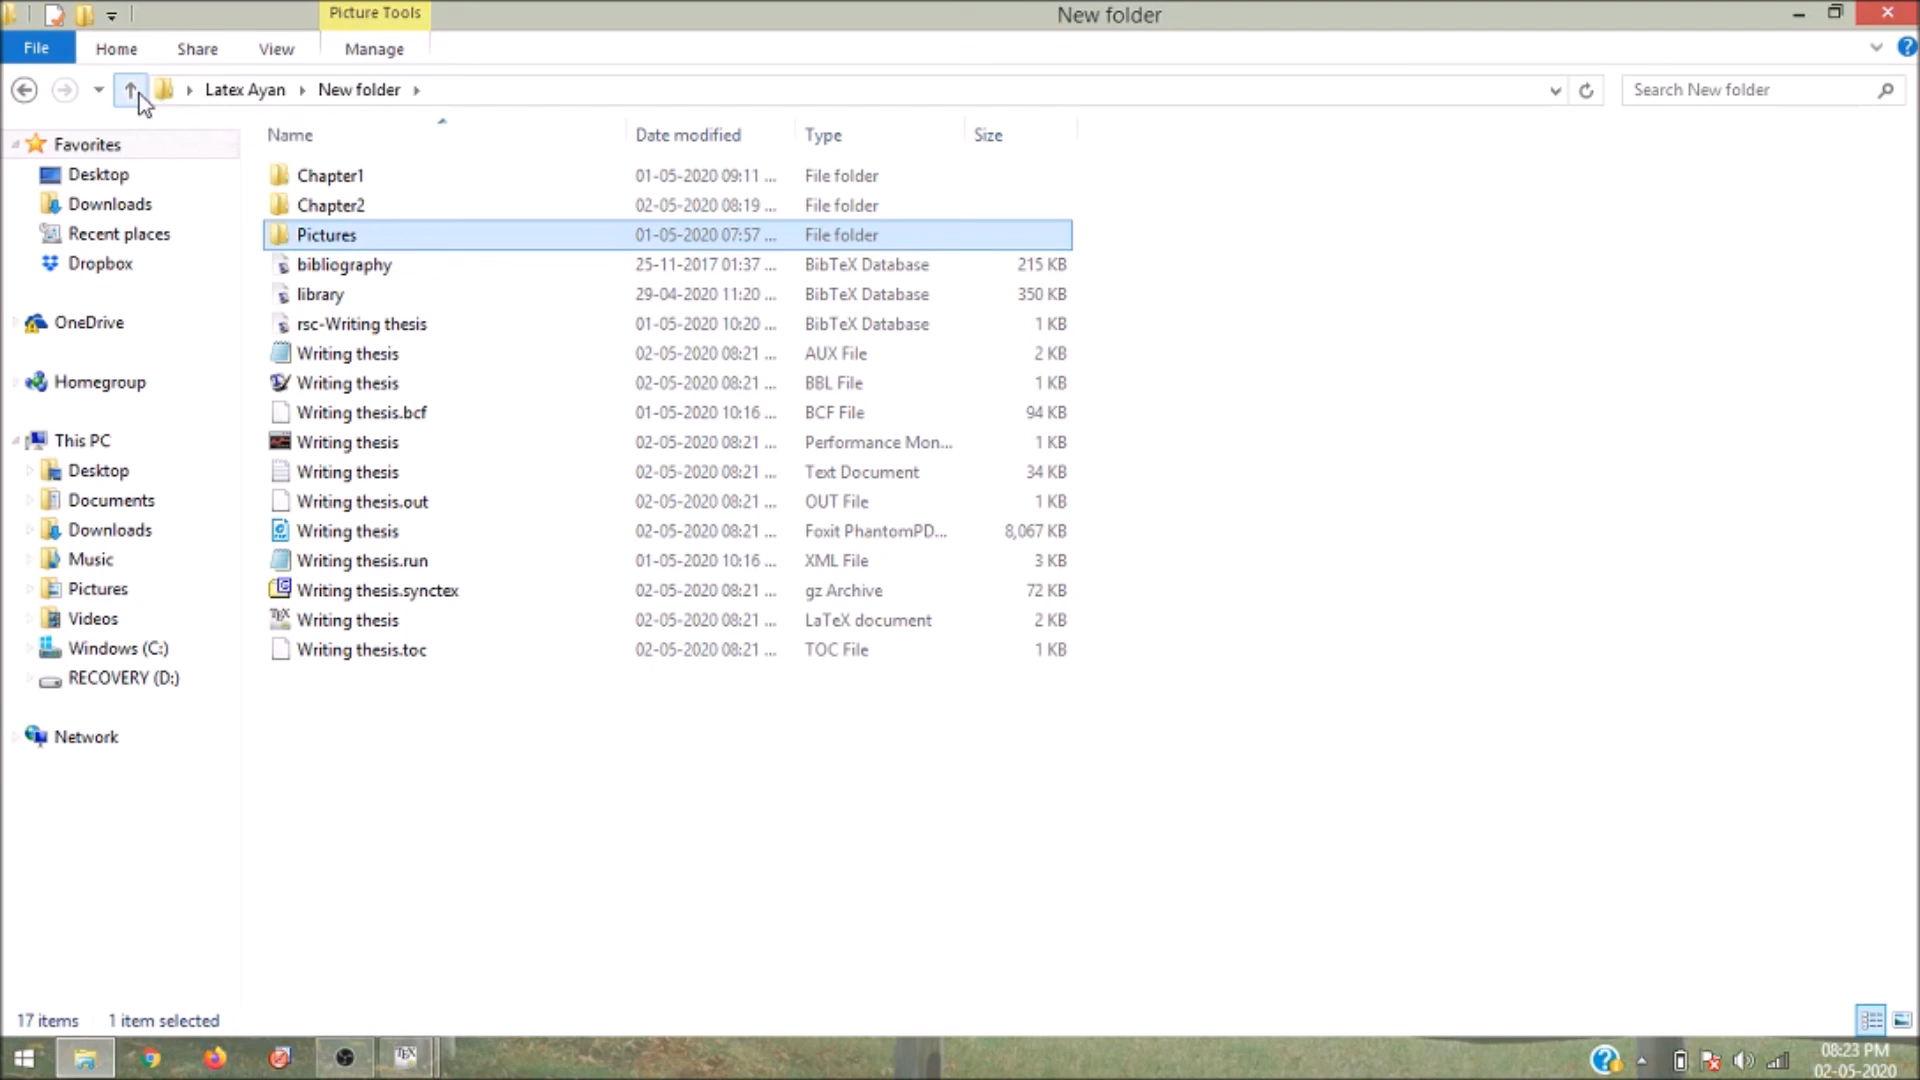 Picture Tools
New folder
File Home Share View Manage
Latex Ayan New folder
Search New folder
Name Date modified Type Size
Favorites
Desktop
Downloads
Recent places
Dropbox
OneDrive
Homegroup
This PC
Desktop
Documents
Downloads
Music
Pictures
Videos
Windows (C:)
RECOVERY (D:)
Network
Chapter1 01-05-2020 09:11 ... File folder
Chapter2 02-05-2020 08:19 ... File folder
Pictures 01-05-2020 07:57 ... File folder
bibliography 25-11-2017 01:37 ... BibTeX Database 215 KB
library 29-04-2020 11:20 ... BibTeX Database 350 KB
rsc-Writing thesis 01-05-2020 10:20 ... BibTeX Database 1 KB
Writing thesis 02-05-2020 08:21 ... AUX File 2 KB
Writing thesis 02-05-2020 08:21 ... BBL File 1 KB
Writing thesis.bcf 01-05-2020 10:16 ... BCF File 94 KB
Writing thesis 02-05-2020 08:21 ... Performance Mon... 1 KB
Writing thesis 02-05-2020 08:21 ... Text Document 34 KB
Writing thesis.out 02-05-2020 08:21 ... OUT File 1 KB
Writing thesis 02-05-2020 08:21 ... Foxit PhantomPD... 8,067 KB
Writing thesis.run 01-05-2020 10:16 ... XML File 3 KB
Writing thesis.synctex 02-05-2020 08:21 ... gz Archive 72 KB
Writing thesis 02-05-2020 08:21 ... LaTeX document 2 KB
Writing thesis.toc 02-05-2020 08:21 ... TOC File 1 KB
17 items 1 item selected
TEX
08:23 PM
02-05-2020